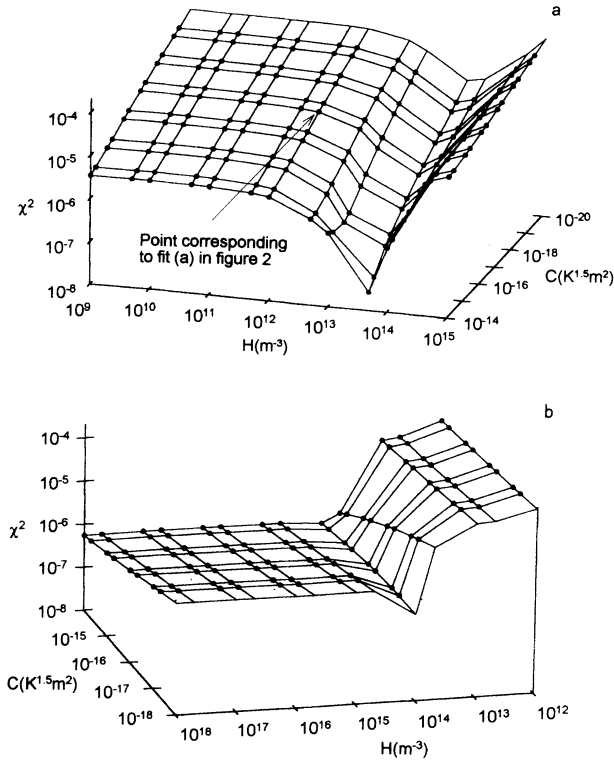 a
10⁻⁴
10⁻⁵
χ²
10⁻⁶
10⁻⁷
10⁻⁸
Point corresponding
to fit (a) in figure 2
10⁻²⁰
10⁻¹⁸
C(K¹·⁵m²)
10⁻¹⁶
10⁻¹⁴
10⁹ 10¹⁰ 10¹¹ 10¹² 10¹³ 10¹⁴ 10¹⁵
H(m⁻³)
b
10⁻⁴
10⁻⁵
χ²
10⁻⁶
10⁻⁷
10⁻⁸
10⁻¹⁵
10⁻¹⁶
C(K¹·⁵m²)
10⁻¹⁷
10⁻¹⁸
10¹⁸ 10¹⁷ 10¹⁶ 10¹⁵ 10¹⁴ 10¹³ 10¹²
H(m⁻³)